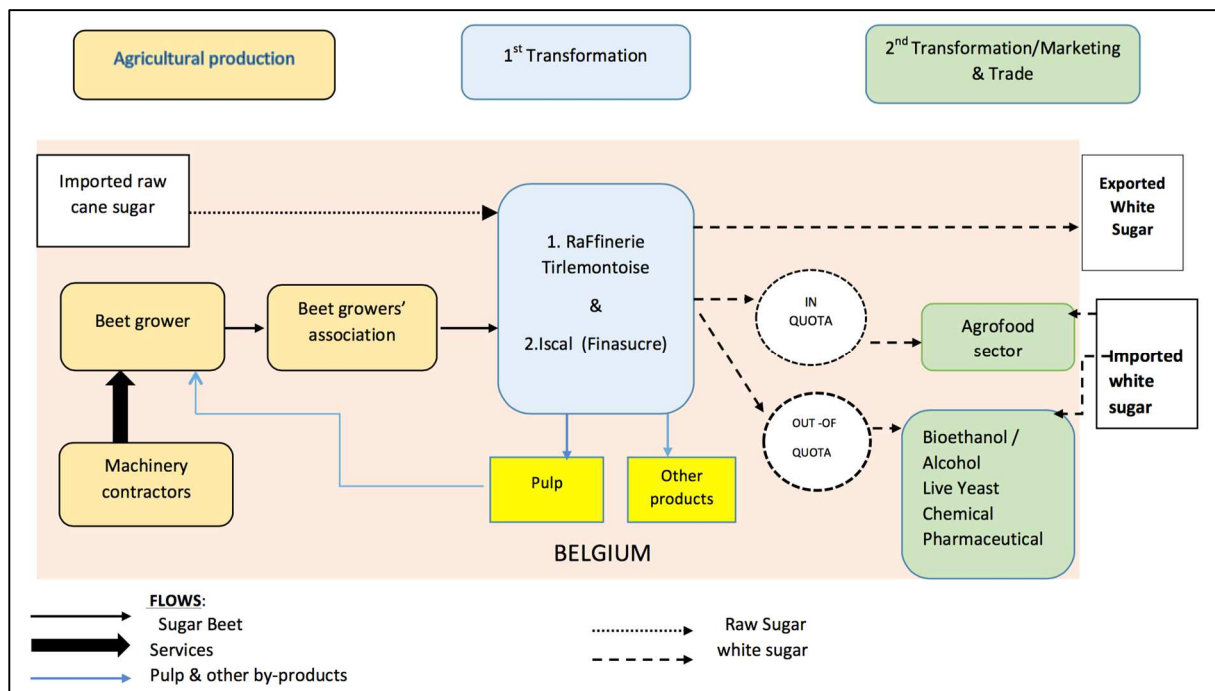 Agricultural production
1st Transformation
2nd Transformation/Marketing
& Trade
Imported raw
cane sugar
Exported
White
Sugar
1. RaFfinerie
Tirlemontoise
&
2.Iscal (Finasucre)
Beet grower
Beet growers’
association
IN
QUOTA
Agrofood
sector
Imported
white
sugar
OUT -OF
QUOTA
Machinery
contractors
Pulp
Other
products
Bioethanol /
Alcohol
Live Yeast
Chemical
Pharmaceutical
BELGIUM
FLOWS:
Sugar Beet
Services
Pulp & other by-products
Raw Sugar
white sugar